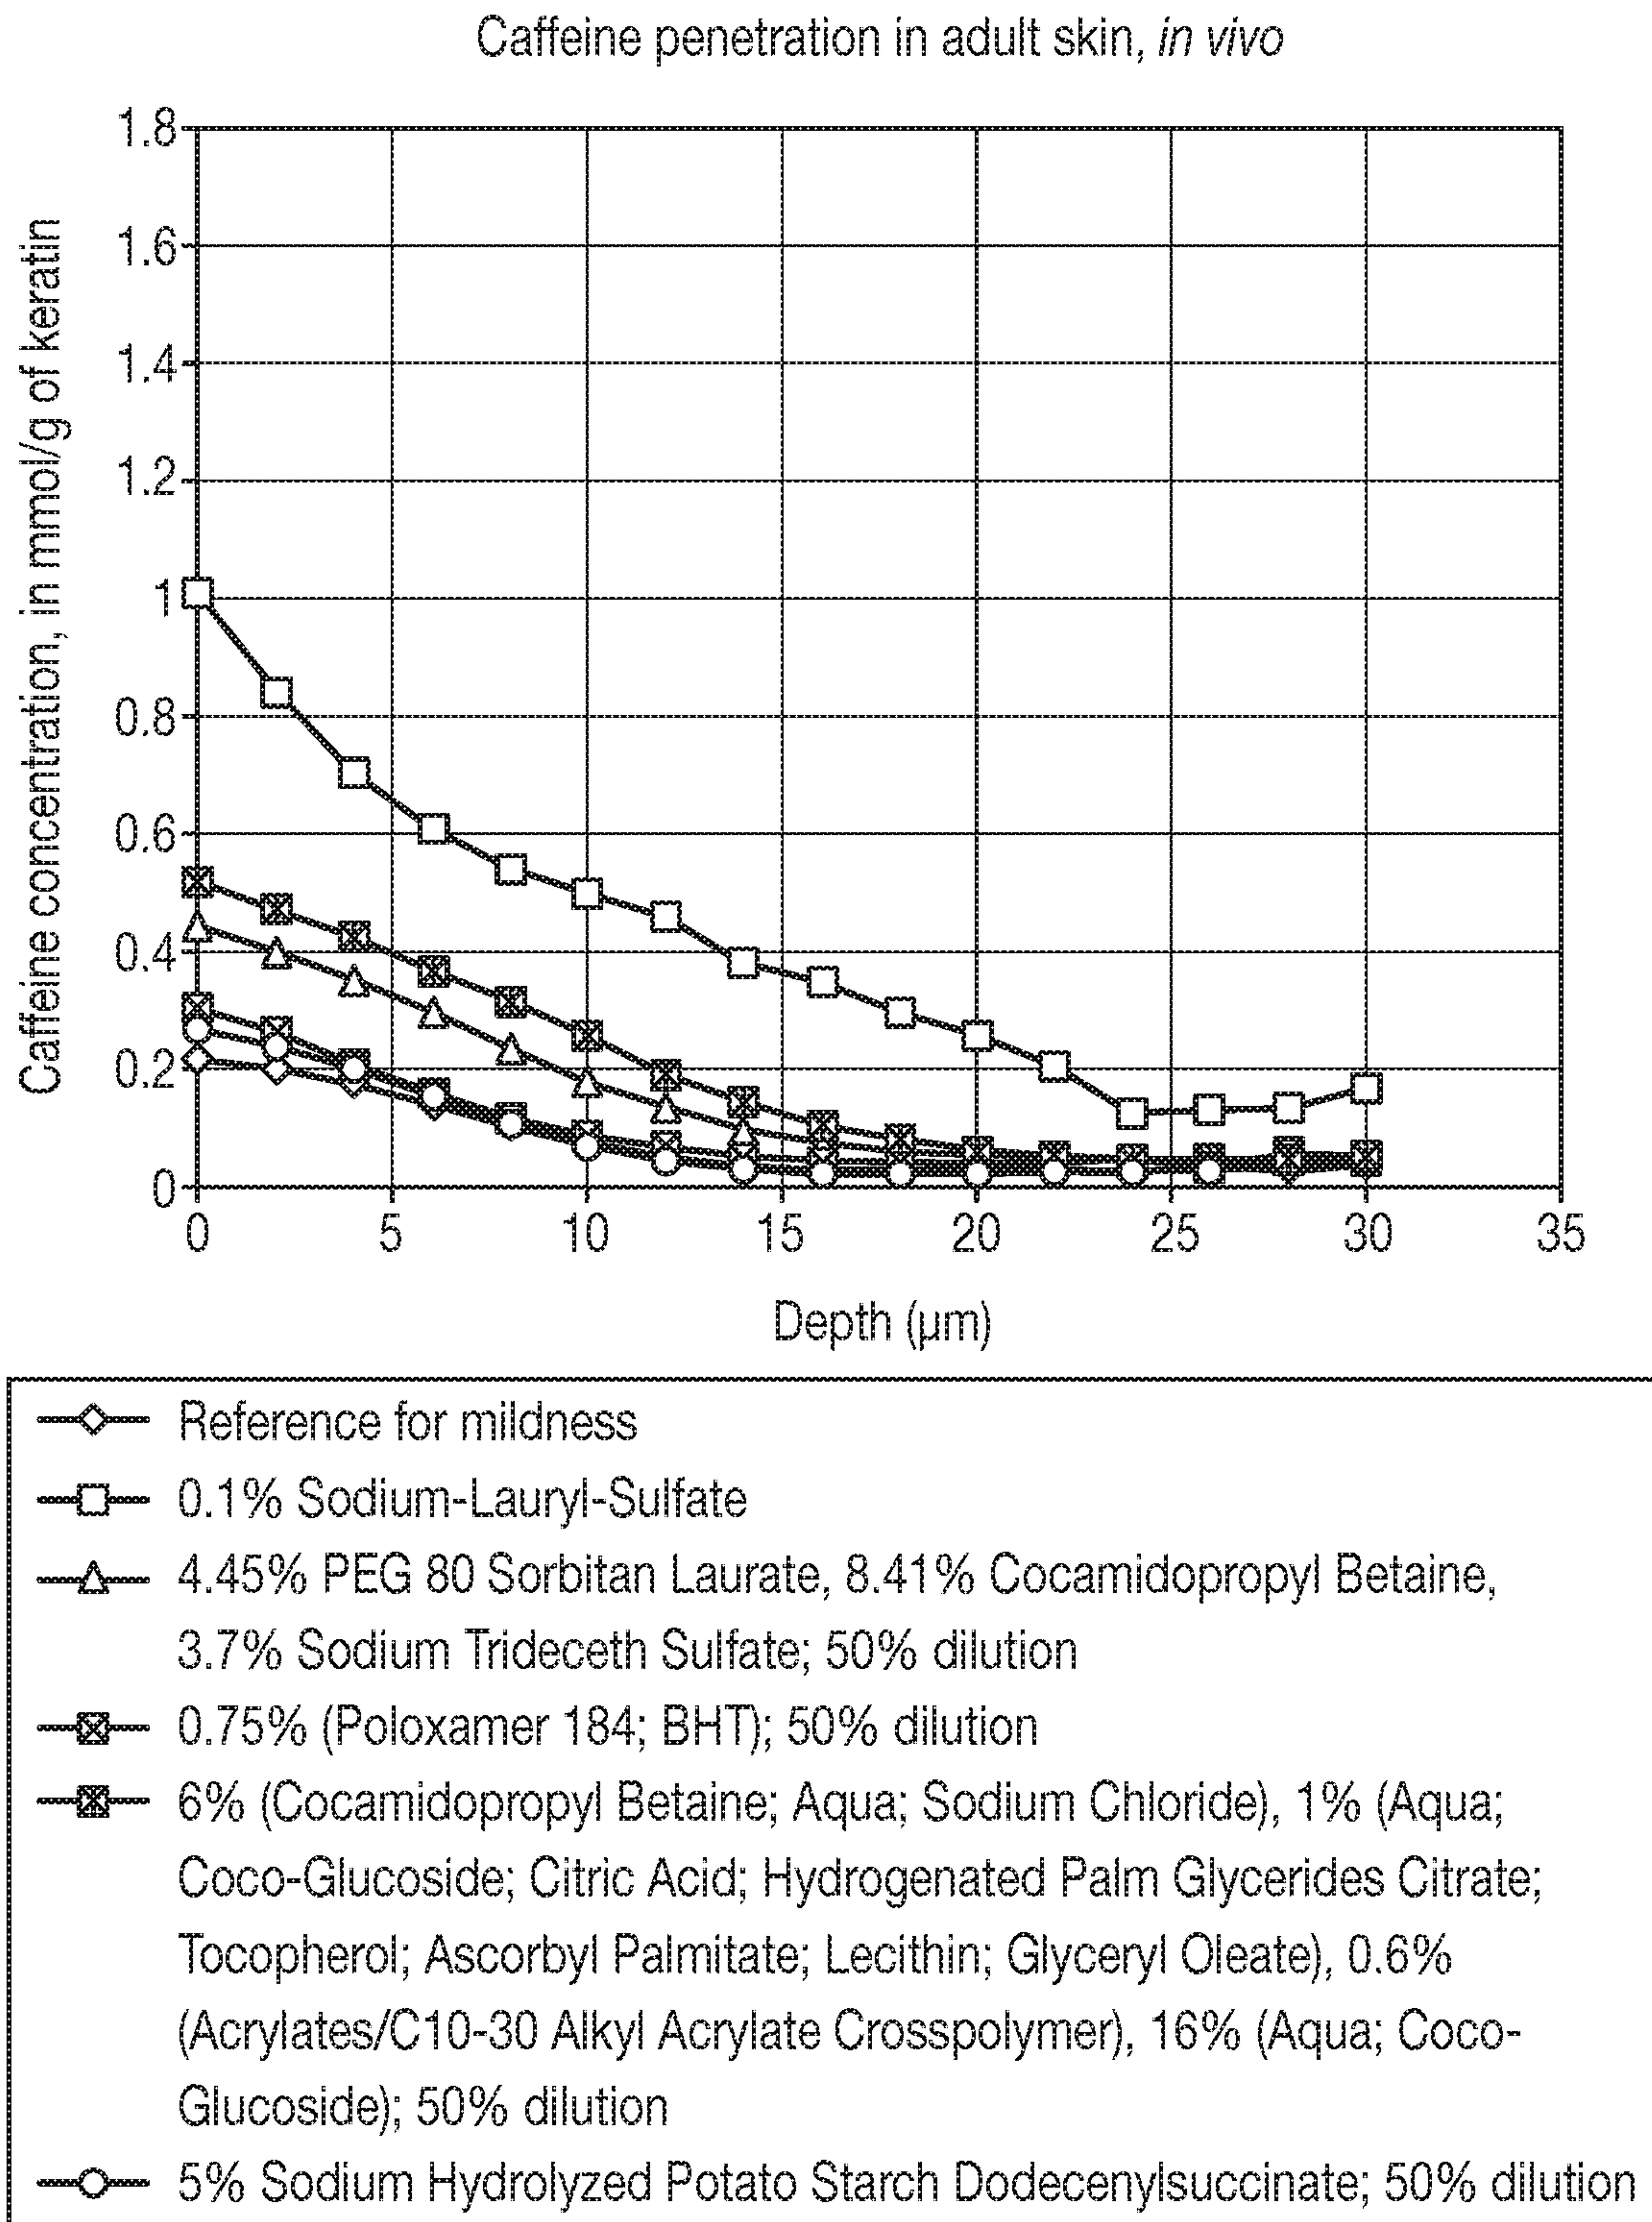 Caffeine penetration in adult skin, in vivo
Caffeine concentration, in mmol/g of keratin
1.8
1.6
1.4
1.2
1
0.8
0.6
0.4
0.2
0
0 5 10 15 20 25 30 35
Depth (µm)
Reference for mildness
0.1% Sodium-Lauryl-Sulfate
4.45% PEG 80 Sorbitan Laurate, 8.41% Cocamidopropyl Betaine,
3.7% Sodium Trideceth Sulfate; 50% dilution
0.75% (Poloxamer 184; BHT); 50% dilution
6% (Cocamidopropyl Betaine; Aqua; Sodium Chloride), 1% (Aqua;
Coco-Glucoside; Citric Acid; Hydrogenated Palm Glycerides Citrate;
Tocopherol; Ascorbyl Palmitate; Lecithin; Glyceryl Oleate), 0.6%
(Acrylates/C10-30 Alkyl Acrylate Crosspolymer), 16% (Aqua; Coco-
Glucoside); 50% dilution
5% Sodium Hydrolyzed Potato Starch Dodecenylsuccinate; 50% dilution